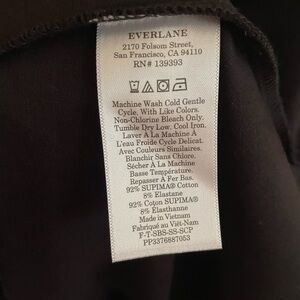 EVERLANE
2170 Folsom Street,
San Francisco, CA 94110
RN# 139393
Machine Wash Cold Gentle
Cycle, With Like Colors.
Non-Chlorine Bleach Only.
Tumble Dry Low. Cool Iron.
Laver À La Machine À
L'eau Froide Cycle Delicat.
Avec Couleurs Similaires.
Blanchir Sans Chlore.
Sécher À La Machine
Basse Température.
Repasser À Fer Bas.
92% SUPIMA® Cotton
8% Elastane
92% Coton SUPIMA®
8% Élasthanne
Made in Vietnam
Fabriqué au Viêt-Nam
F-T-SBS-SS-SCP
PP3376887053